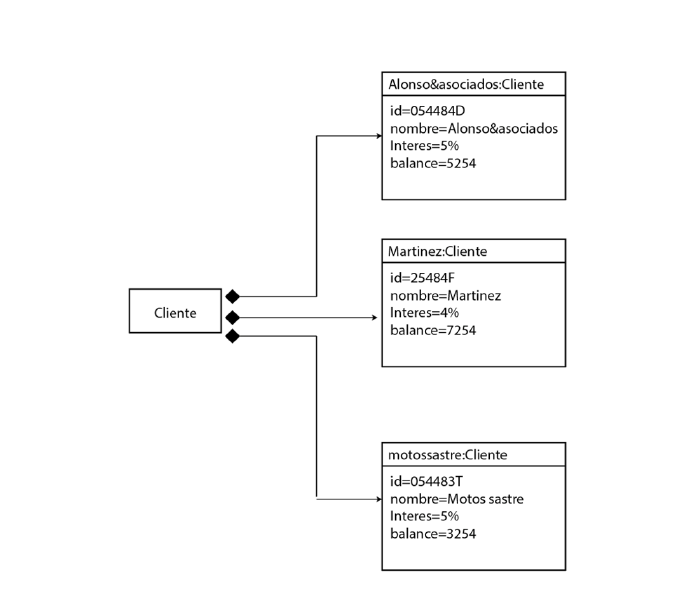 Alonso&asociados:Cliente
id=054484D
nombre=Alonso&asociados
Interes=5%
balance=5254
Martinez:Cliente
id=25484F
nombre=Martinez
Interes=4%
balance=7254
Cliente
motossastre:Cliente
id=054483T
nombre=Motos sastre
Interes=5%
balance=3254